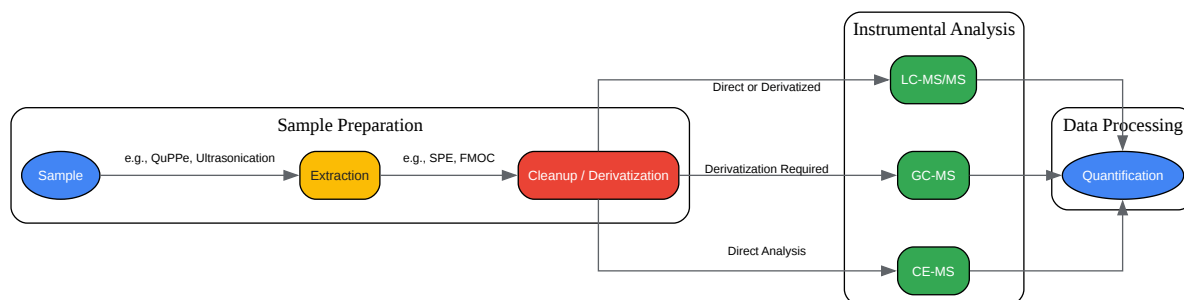 Instrumental Analysis
LC-MS/MS
Direct or Derivatized
Sample Preparation
Data Processing
e.g., QuPPe, Ultrasonication
e.g., SPE, FMOC
Sample
Extraction
Cleanup / Derivatization
Derivatization Required
GC-MS
Quantification
Direct Analysis
CE-MS